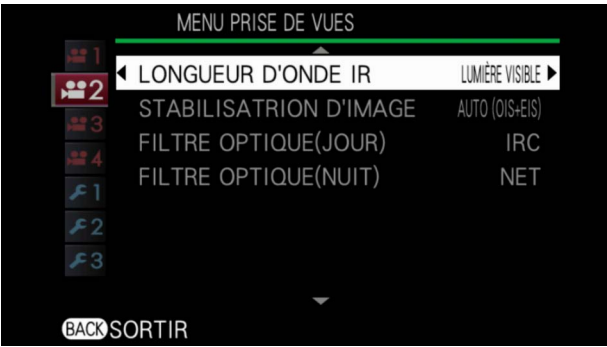 MENU PRISE DE VUES
1
2
3
4
1
2
3
LONGUEUR D'ONDE IR LUMIÈRE VISIBLE
STABILISATRION D'IMAGE AUTO (OIS+EIS)
FILTRE OPTIQUE(JOUR) IRC
FILTRE OPTIQUE(NUIT) NET
BACK SORTIR